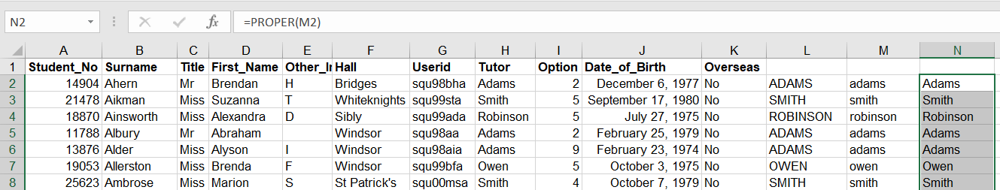 N2 fx =PROPER(M2)
A B C D E F G H I J K L M N
1 Student_No Surname Title First_Name Other_I Hall Userid Tutor Option Date_of_Birth Overseas
2 14904 Ahern Mr Brendan H Bridges squ98bha Adams 2 December 6, 1977 No ADAMS adams Adams
3 21478 Aikman Miss Suzanna T Whiteknights squ99sta Smith 5 September 17, 1980 No SMITH smith Smith
4 18870 Ainsworth Miss Alexandra D Sibly squ99ada Robinson 5 July 27, 1975 No ROBINSON robinson Robinson
5 11788 Albury Mr Abraham Windsor squ98aa Adams 2 February 25, 1979 No ADAMS adams Adams
6 13876 Alder Miss Alyson I Windsor squ98aia Adams 9 February 23, 1974 No ADAMS adams Adams
7 19053 Allerston Miss Brenda F Windsor squ99bfa Owen 5 October 3, 1975 No OWEN owen Owen
8 25623 Ambrose Miss Marion S St Patrick's squ00msa Smith 4 October 7, 1979 No SMITH smith Smith